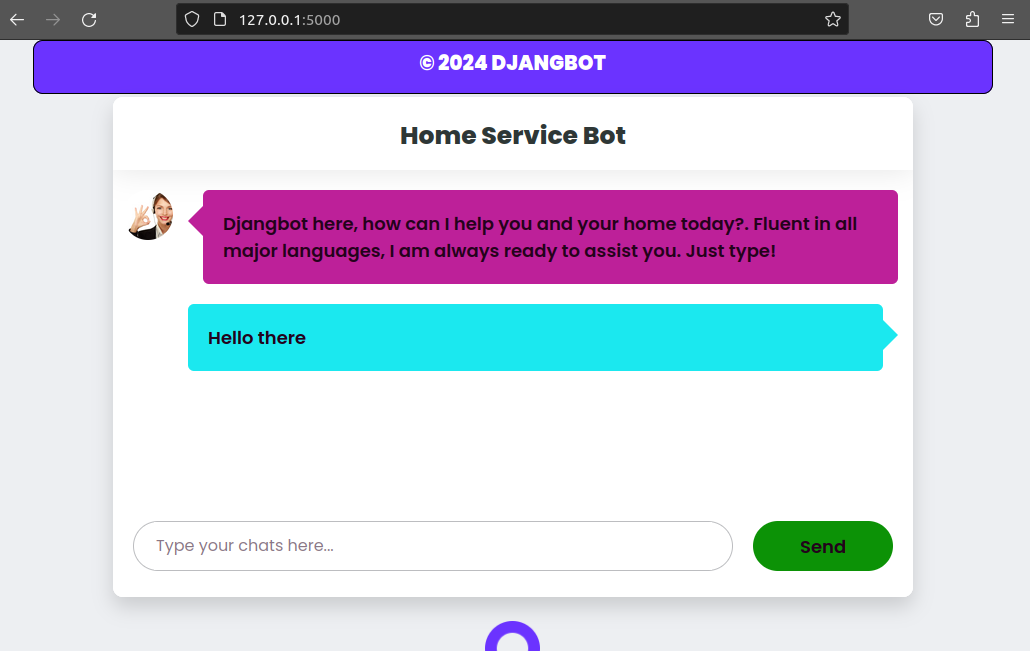 127.0.0.1:5000
© 2024 DJANGBOT
Home Service Bot
Djangbot here, how can I help you and your home today?. Fluent in all
major languages, I am always ready to assist you. Just type!
Hello there
Type your chats here...
Send